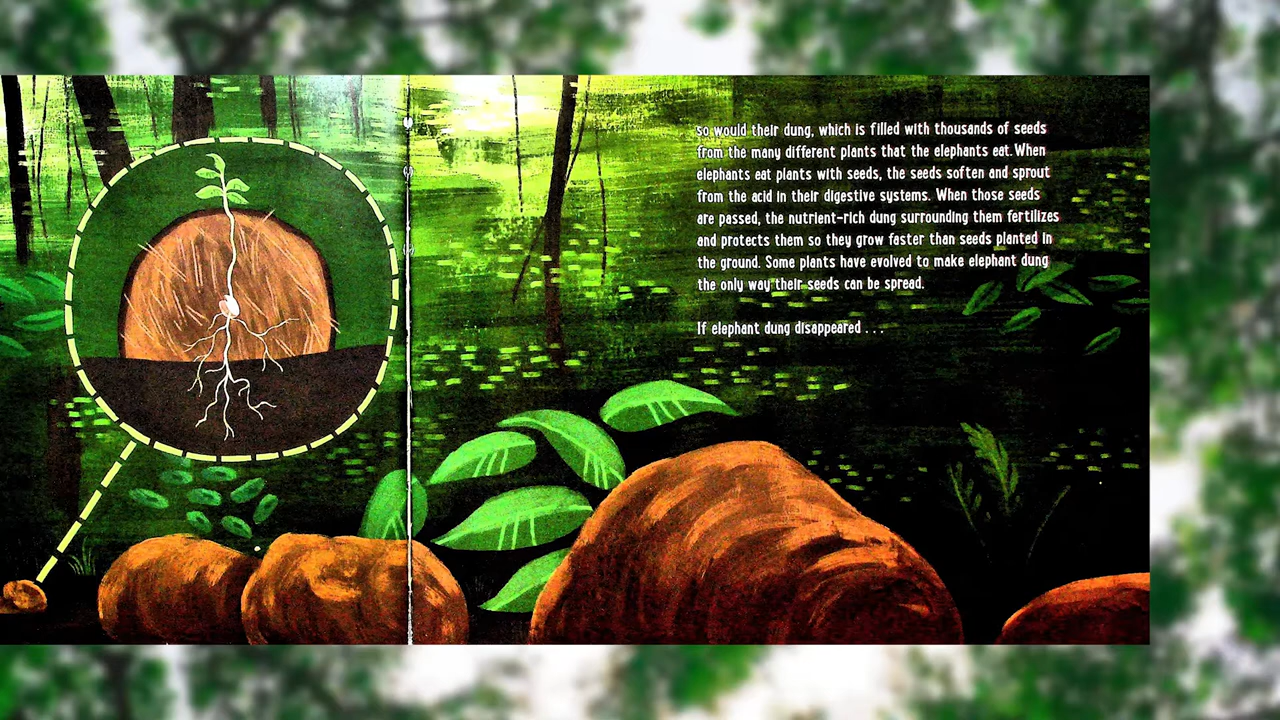 so would their dung, which is filled with thousands of seeds
from the many different plants that the elephants eat. When
elephants eat plants with seeds, the seeds soften and sprout
from the acid in their digestive systems. When those seeds
are passed, the nutrient-rich dung surrounding them fertilizes
and protects them so they grow faster than seeds planted in
the ground. Some plants have evolved to make elephant dung
the only way their seeds can be spread.
If elephant dung disappeared . . .